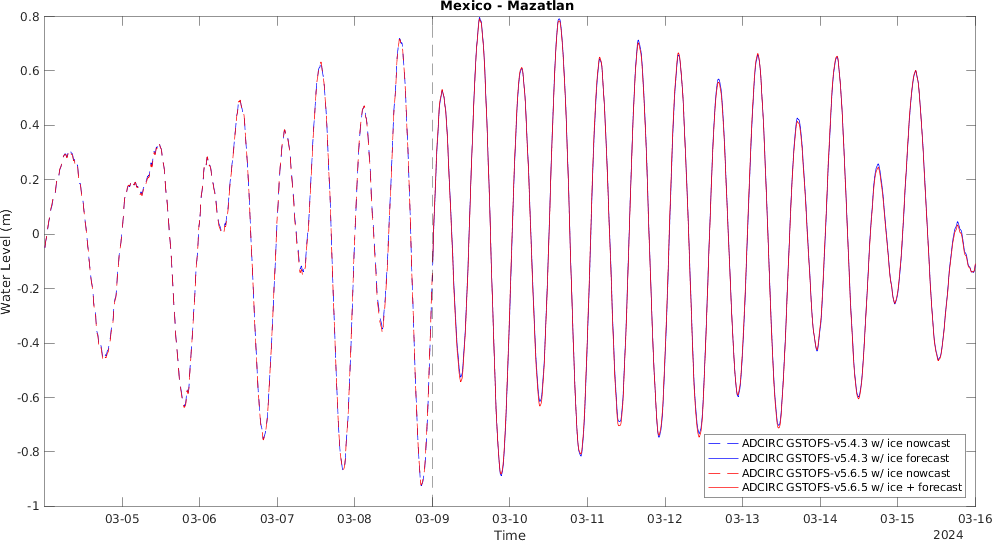 Mexico - Mazatlan
0.8
0.6
0.4
0.2
0
-0.2
-0.4
-0.6
-0.8
-1
Water Level (m)
ADCIRC GSTOFS-v5.4.3 w/ ice nowcast
ADCIRC GSTOFS-v5.4.3 w/ ice forecast
ADCIRC GSTOFS-v5.6.5 w/ ice nowcast
ADCIRC GSTOFS-v5.6.5 w/ ice + forecast
03-05 03-06 03-07 03-08 03-09 03-10 03-11 03-12 03-13 03-14 03-15 03-16
Time
2024